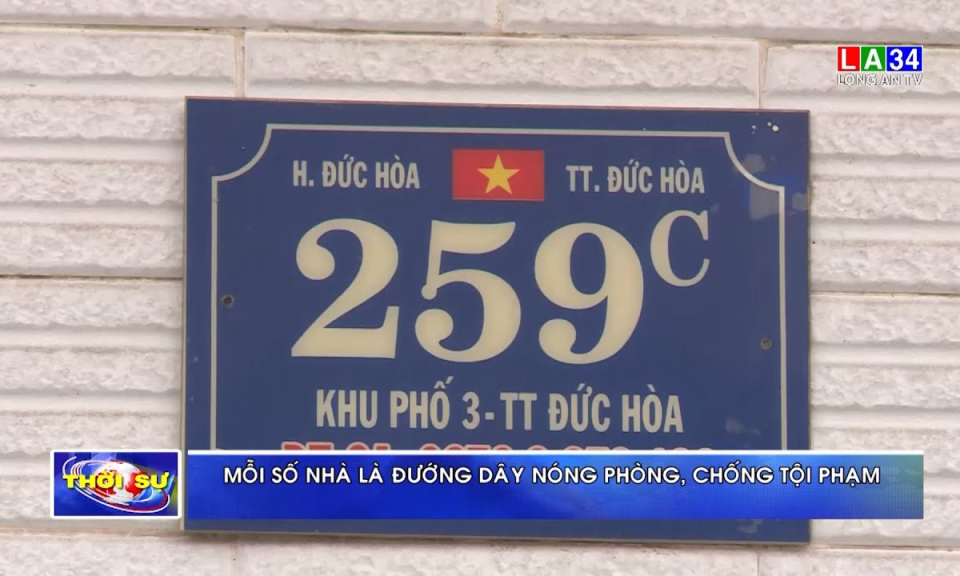 LA34
LONG AN TV
H. ĐỨC HÒA
TT. ĐỨC HÒA
259C
KHU PHỐ 3 - TT ĐỨC HÒA
THỜI SỰ
MỖI SỐ NHÀ LÀ ĐƯỚNG DÂY NÓNG PHÒNG, CHỐNG TỘI PHẠM